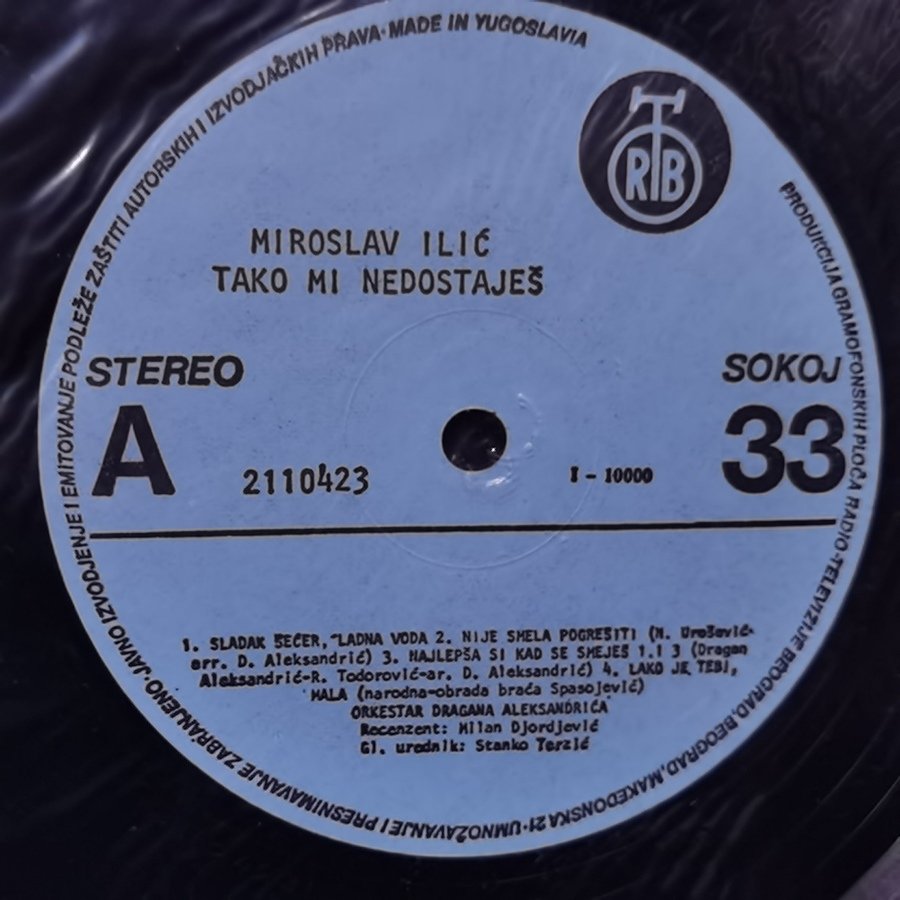 PRODUKCIJA GRAMOFONSKIH PLOČA RADIO-TELEVIZIJE BEOGRAD, BEOGRAD, MAKEDONSKA 21 · UMNOŽAVANJE I PRESNIMAVANJE ZABRANJENO · JAVNO IZVODJENJE I EMITOVANJE PODLEŽE ZAŠTITI AUTORSKIH I IZVODJAČKIH PRAVA · MADE IN YUGOSLAVIA
RTB
MIROSLAV ILIĆ
TAKO MI NEDOSTAJEŠ
STEREO
SOKOJ
A
33
2110423
I - 10000
1. SLADAK ŠEĆER, 'LADNA VODA 2. NIJE SMELA POGREŠITI (M. Urošević-
arr. D. Aleksandrić) 3. NAJLEPŠA SI KAD SE SMEJEŠ 1.i 3 (Dragan
Aleksandrić-R. Todorović-ar. D. Aleksandrić) 4. LAKO JE TEBI,
MALA (narodna-obrada braća Spasojević)
ORKESTAR DRAGANA ALEKSANDRIĆA
Recenzent: Milan Djordjević
Gl. urednik: Stanko Terzić